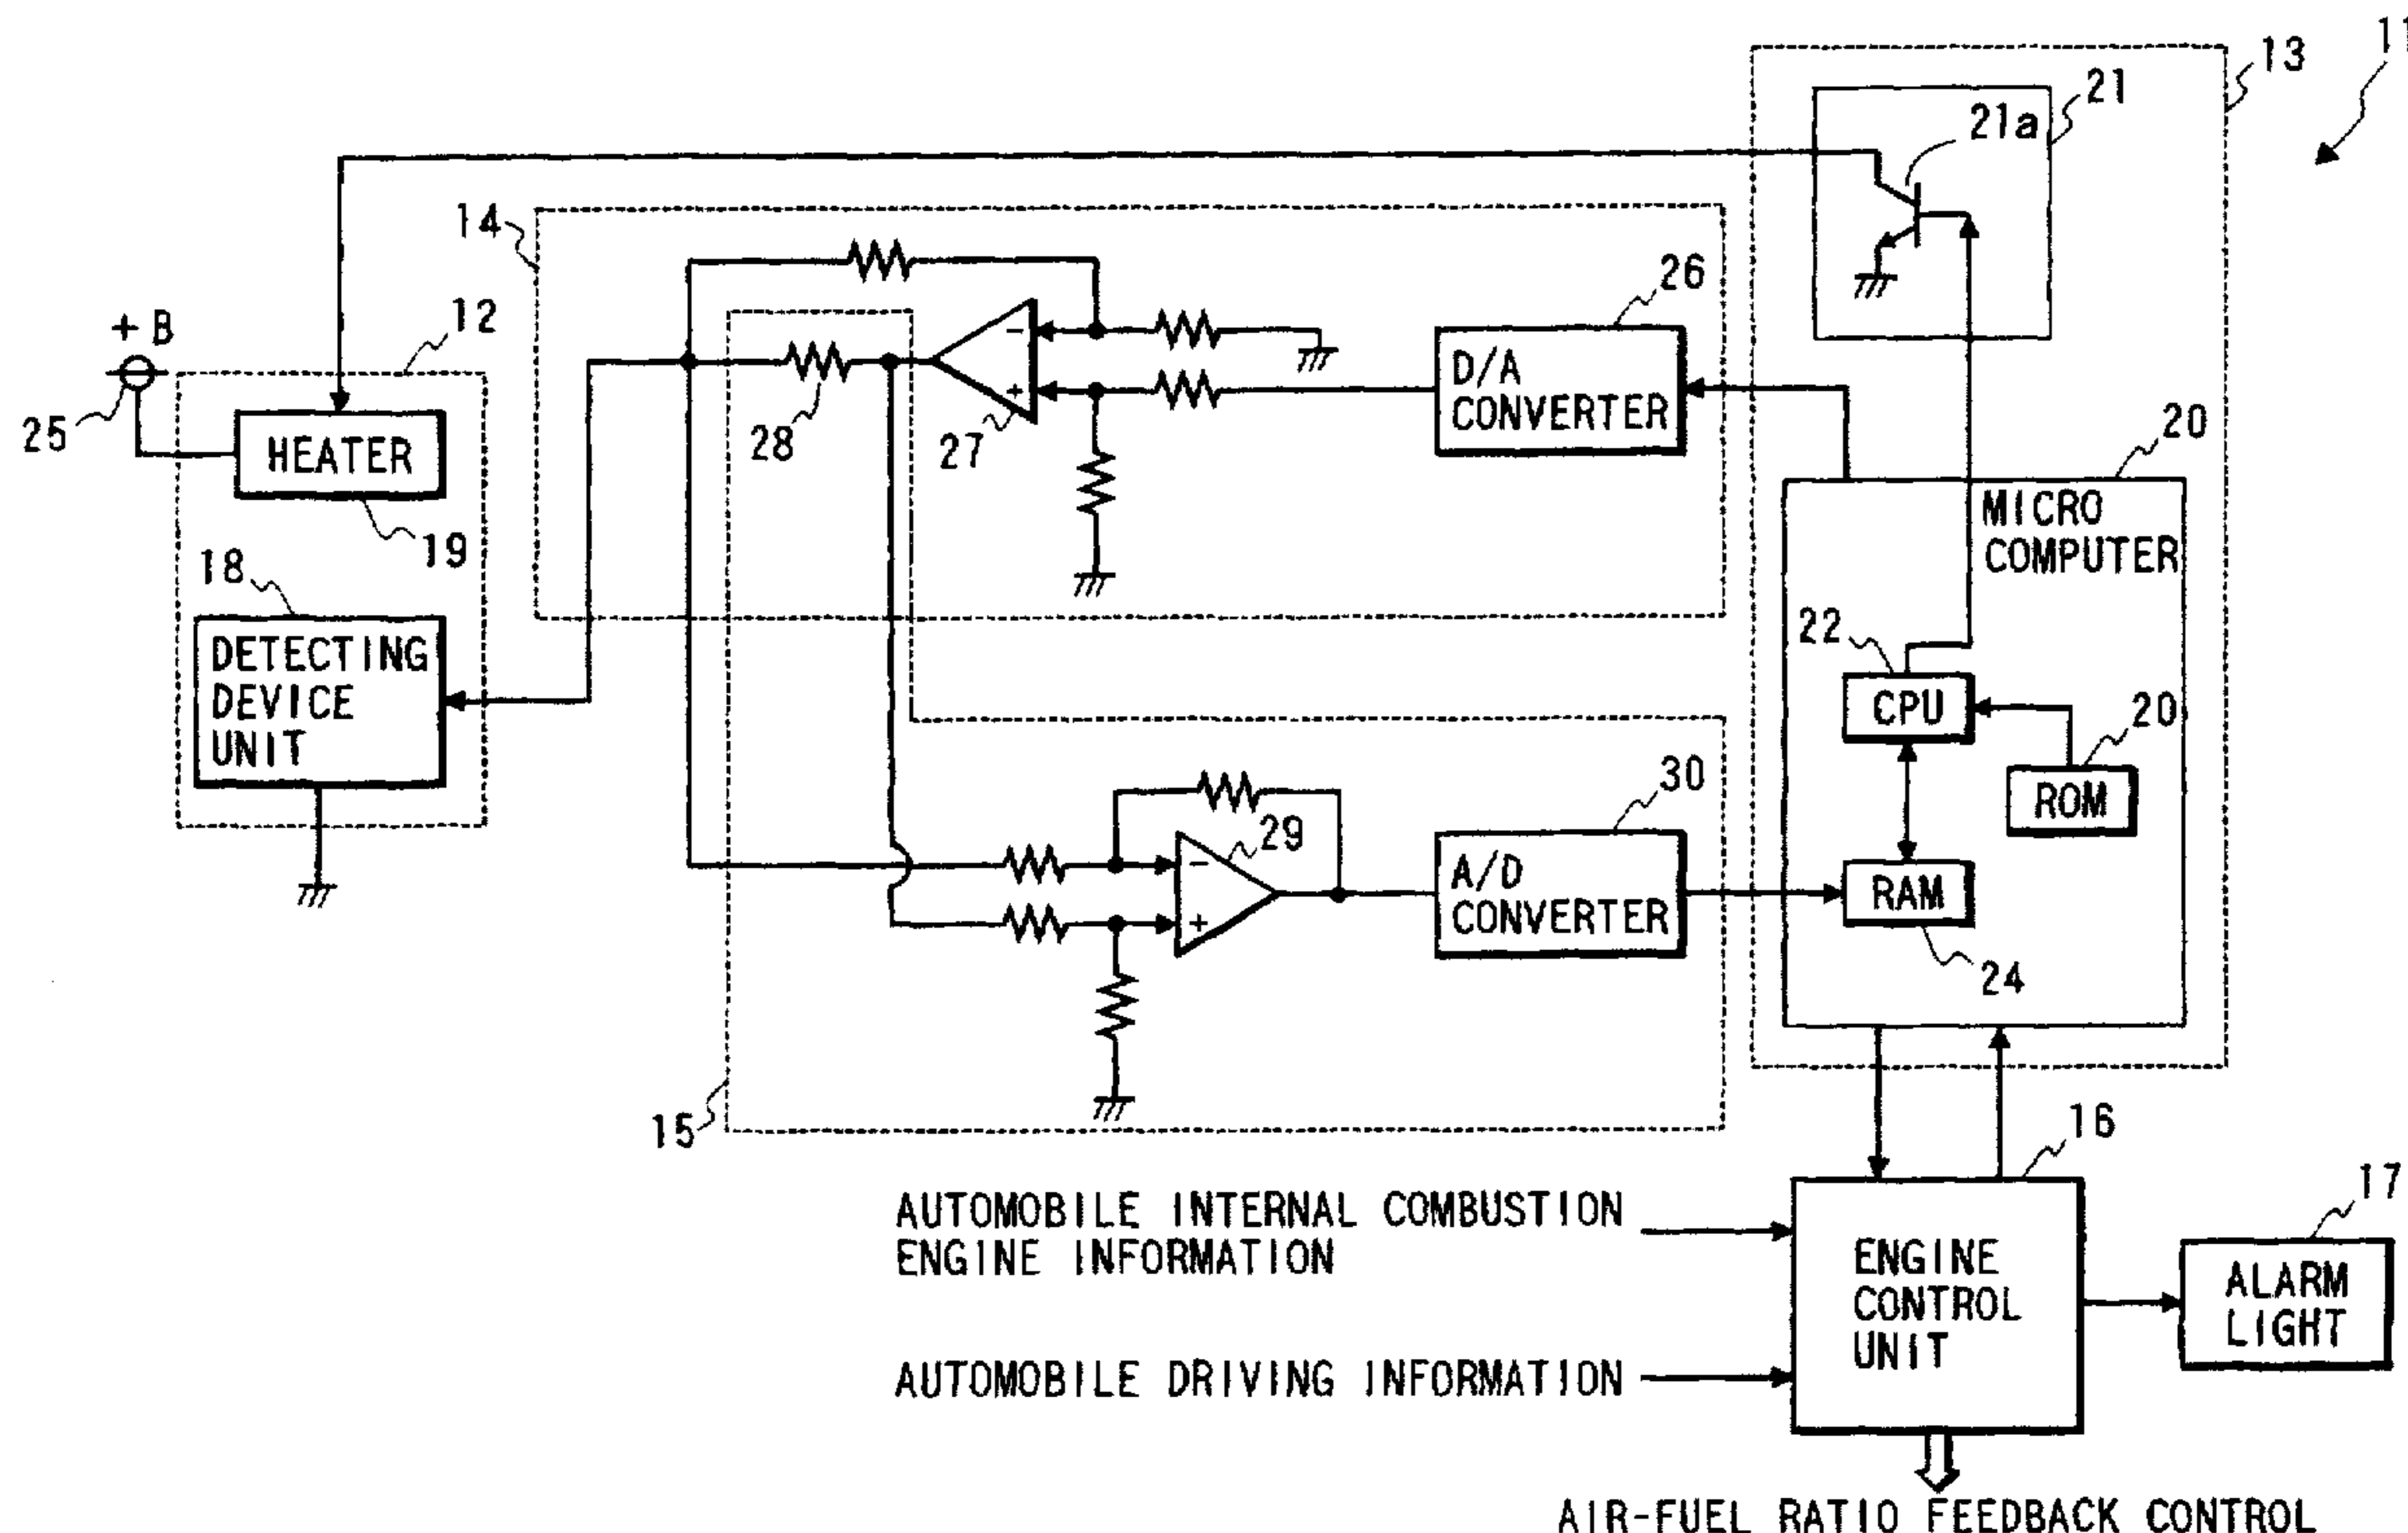 11
13
21
21a
14
26
12
+ B
D/A
CONVERTER
-
+
25
HEATER
28
27
20
19
MICRO
COMPUTER
18
22
DETECTING
DEVICE
UNIT
CPU
20
30
ROM
29
A/D
CONVERTER
-
+
RAM
24
15
16
17
AUTOMOBILE INTERNAL COMBUSTION
ENGINE INFORMATION
ENGINE
CONTROL
UNIT
ALARM
LIGHT
AUTOMOBILE DRIVING INFORMATION
AIR-FUEL RATIO FEEDBACK CONTROL